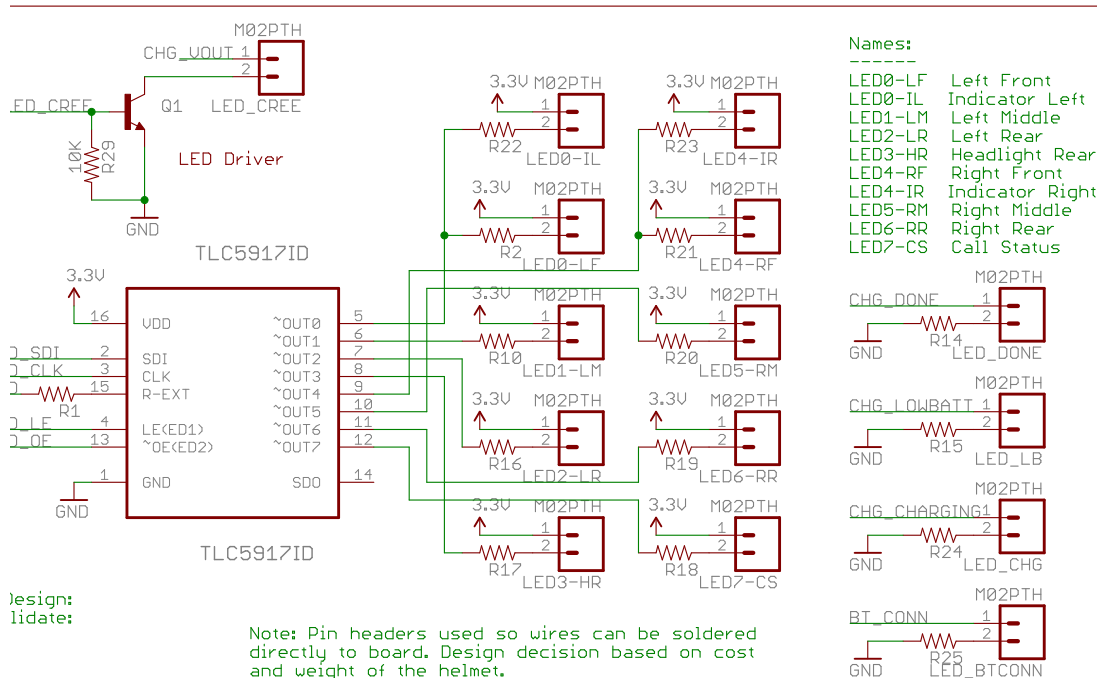 M02PTH
CHG_VOUT 1
2
ED_CREE
Q1
LED_CREE
10K
R29
LED Driver
GND
TLC5917ID
3.3V
16 VDD
2 SDI
3 CLK
15 R-EXT
4 LE(ED1)
13 ~OE(ED2)
1 GND
D_SDI
D_CLK
R1
D_LE
D_OE
GND
~OUT0 5
~OUT1 6
~OUT2 7
~OUT3 8
~OUT4 9
~OUT5 10
~OUT6 11
~OUT7 12
SDO 14
TLC5917ID
3.3V M02PTH
1
2
R22
LED0-IL
3.3V M02PTH
1
2
R23
LED4-IR
3.3V M02PTH
1
2
R2
LED0-LF
3.3V M02PTH
1
2
R21
LED4-RF
3.3V M02PTH
1
2
R10
LED1-LM
3.3V M02PTH
1
2
R20
LED5-RM
3.3V M02PTH
1
2
R16
LED2-LR
3.3V M02PTH
1
2
R19
LED6-RR
3.3V M02PTH
1
2
R17
LED3-HR
3.3V M02PTH
1
2
R18
LED7-CS
Names:
------
LED0-LF Left Front
LED0-IL Indicator Left
LED1-LM Left Middle
LED2-LR Left Rear
LED3-HR Headlight Rear
LED4-RF Right Front
LED4-IR Indicator Right
LED5-RM Right Middle
LED6-RR Right Rear
LED7-CS Call Status
M02PTH
CHG_DONE 1
2
R14
GND
LED_DONE
M02PTH
CHG_LOWBATT 1
2
R15
GND
LED_LB
M02PTH
CHG_CHARGING 1
2
R24
GND
LED_CHG
M02PTH
BT_CONN 1
2
R25
GND
LED_BTCONN
Design:
lidate:
Note: Pin headers used so wires can be soldered
directly to board. Design decision based on cost
and weight of the helmet.